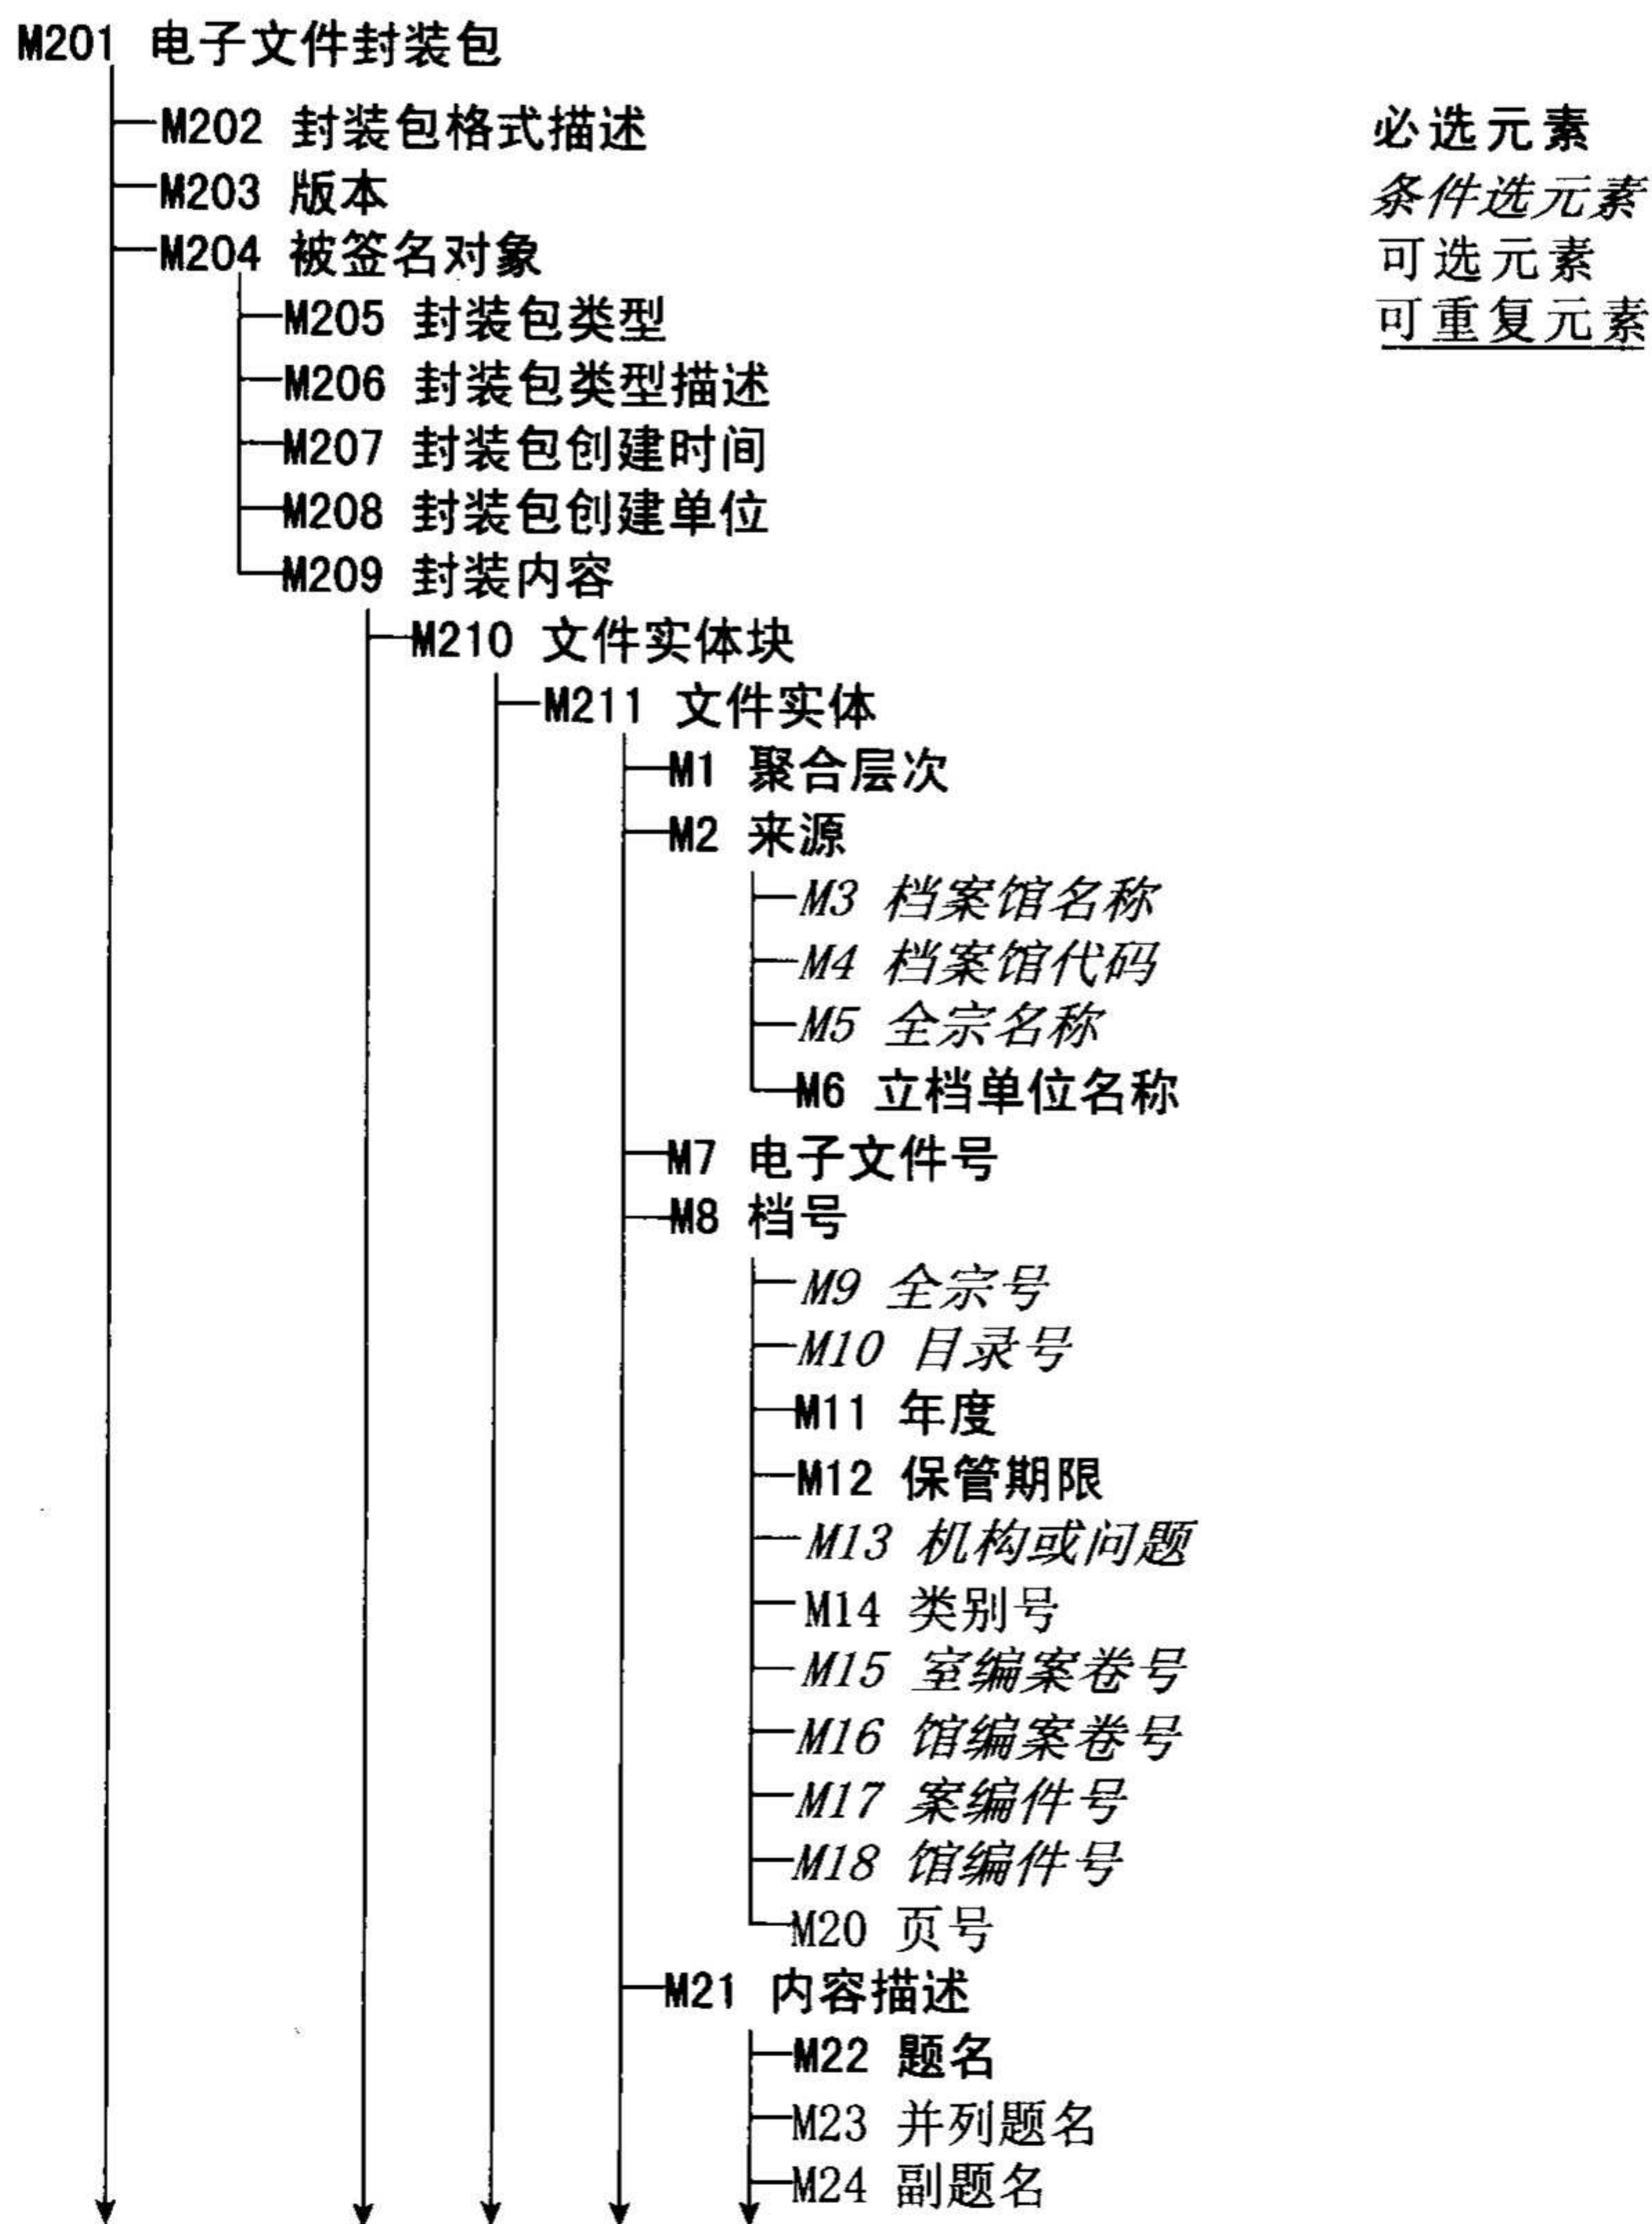 M201 电子文件封装包
M202 封装包格式描述
必选元素
M203 版本
条件选元素
M204 被签名对象
可选元素
M205 封装包类型
可重复元素
M206 封装包类型描述
M207 封装包创建时间
M208 封装包创建单位
M209 封装内容
M210 文件实体块
M211 文件实体
M1 聚合层次
M2 来源
M3 档案馆名称
M4 档案馆代码
M5 全宗名称
M6 立档单位名称
M7 电子文件号
M8 档号
M9 全宗号
M10 目录号
M11 年度
M12 保管期限
M13 机构或问题
M14 类别号
M15 室编案卷号
M16 馆编案卷号
M17 案编件号
M18 馆编件号
M20 页号
M21 内容描述
M22 题名
M23 并列题名
M24 副题名